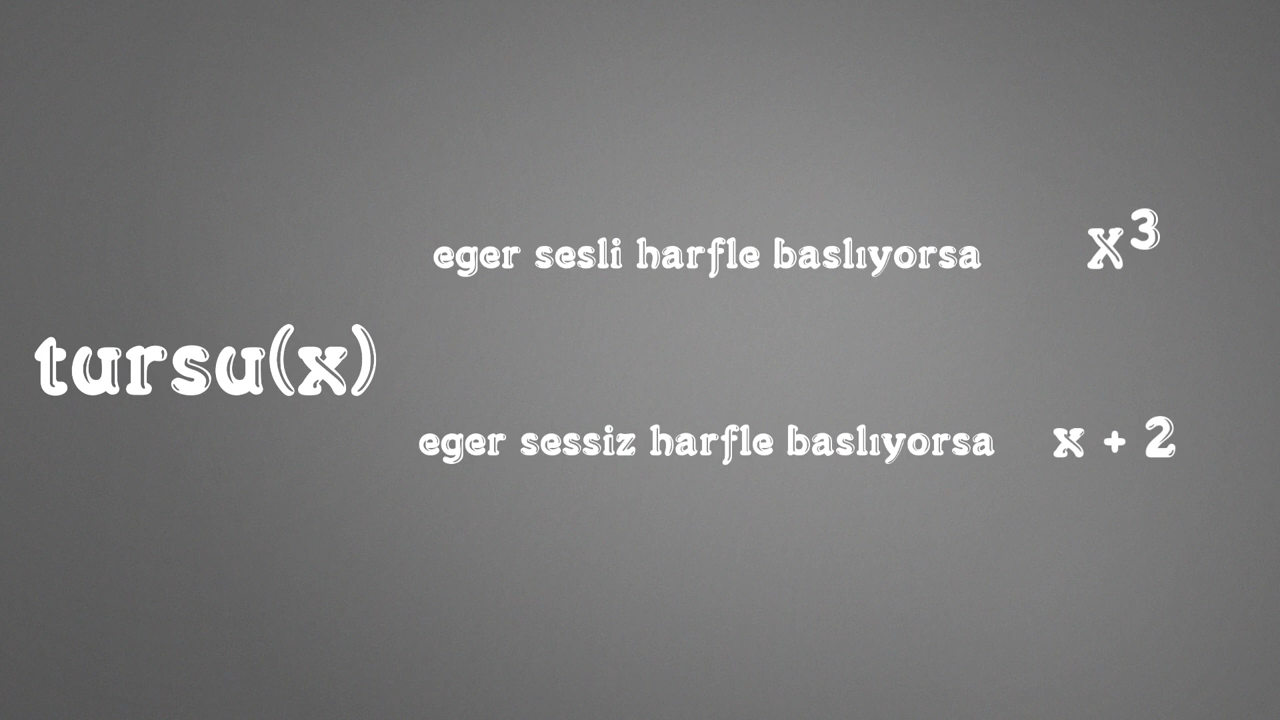 eger sesli harfle baslıyorsa x³
tursu(x)
eger sessiz harfle baslıyorsa x + 2